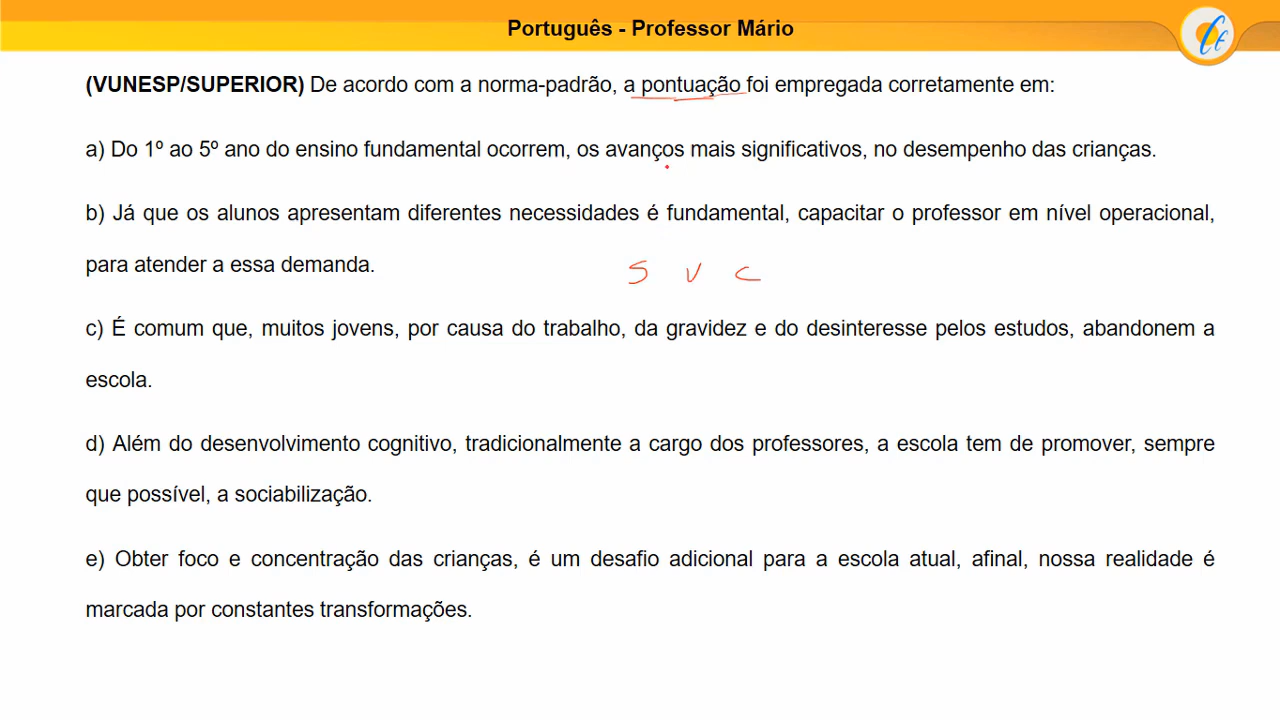 Português - Professor Mário
(VUNESP/SUPERIOR) De acordo com a norma-padrão, a pontuação foi empregada corretamente em:
a) Do 1º ao 5º ano do ensino fundamental ocorrem, os avanços mais significativos, no desempenho das crianças.
b) Já que os alunos apresentam diferentes necessidades é fundamental, capacitar o professor em nível operacional,
para atender a essa demanda.
S V C
c) É comum que, muitos jovens, por causa do trabalho, da gravidez e do desinteresse pelos estudos, abandonem a
escola.
d) Além do desenvolvimento cognitivo, tradicionalmente a cargo dos professores, a escola tem de promover, sempre
que possível, a sociabilização.
e) Obter foco e concentração das crianças, é um desafio adicional para a escola atual, afinal, nossa realidade é
marcada por constantes transformações.